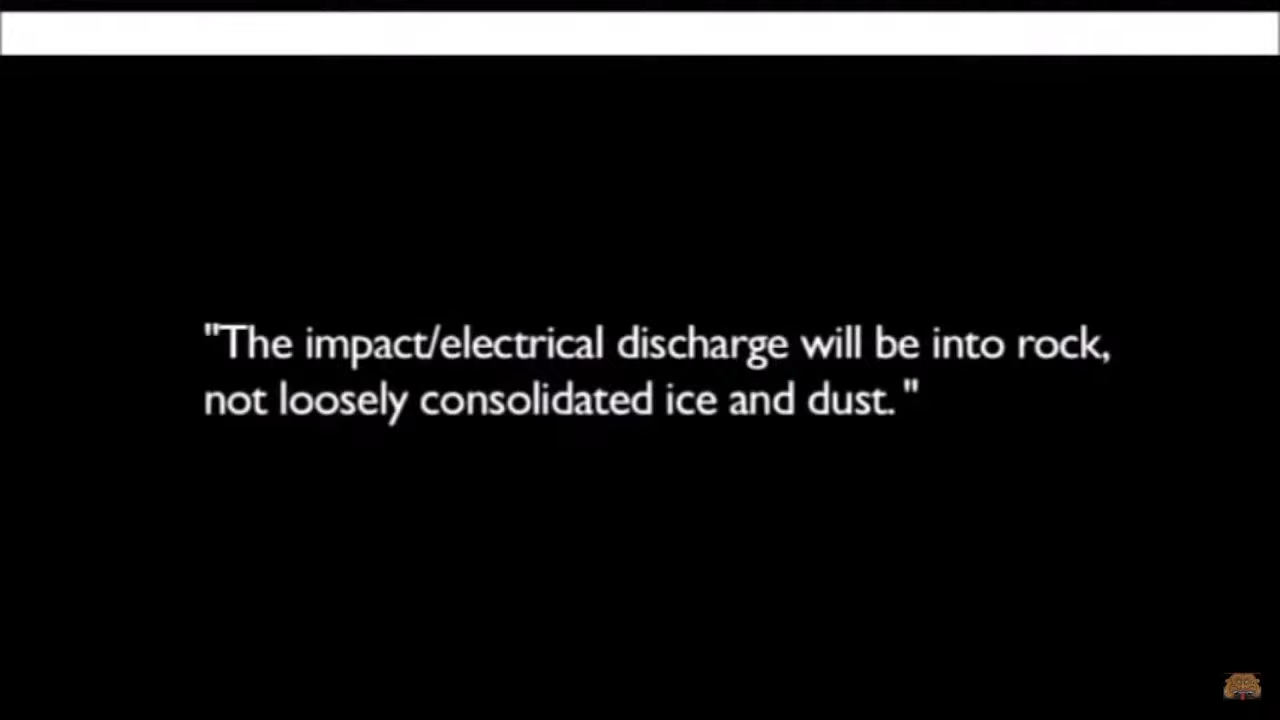 "The impact/electrical discharge will be into rock,
not loosely consolidated ice and dust. "